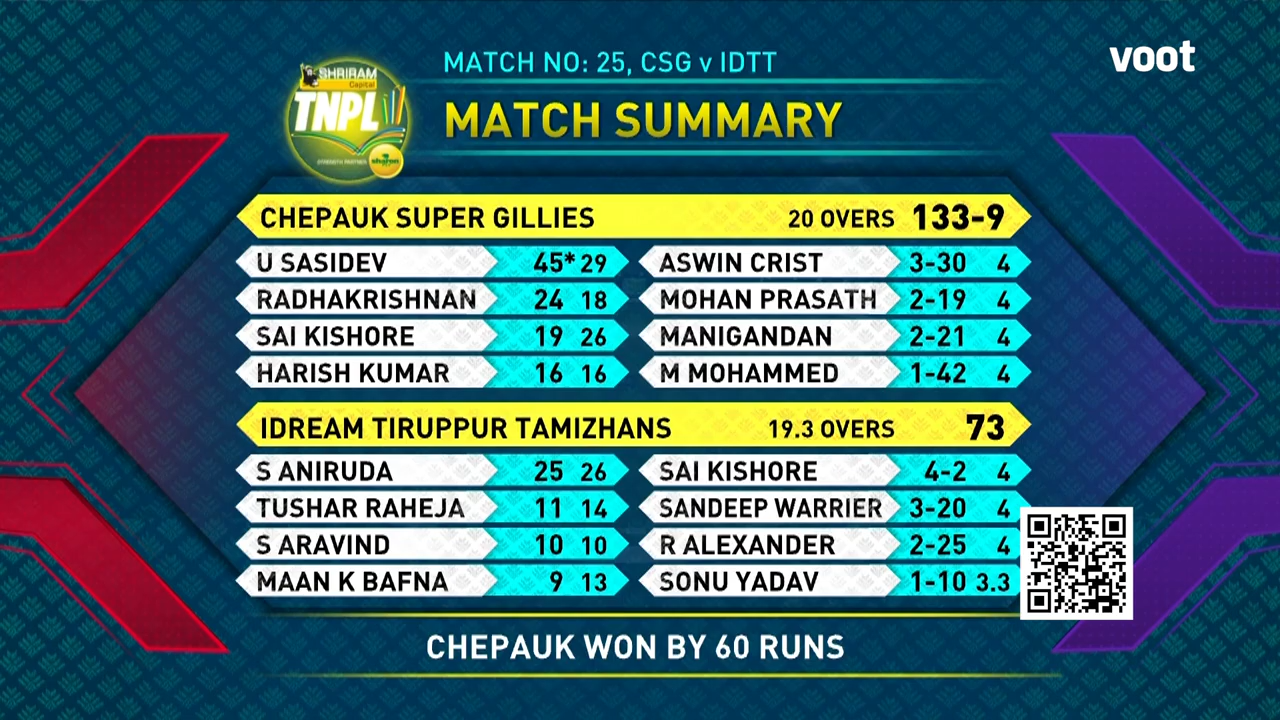 voot
SHRIRAM
Capital
TNPL
STRENGTH PARTNER
sharon
MATCH NO: 25, CSG v IDTT
MATCH SUMMARY
CHEPAUK SUPER GILLIES 20 OVERS 133-9
U SASIDEV 45* 29 ASWIN CRIST 3-30 4
RADHAKRISHNAN 24 18 MOHAN PRASATH 2-19 4
SAI KISHORE 19 26 MANIGANDAN 2-21 4
HARISH KUMAR 16 16 M MOHAMMED 1-42 4
IDREAM TIRUPPUR TAMIZHANS 19.3 OVERS 73
S ANIRUDA 25 26 SAI KISHORE 4-2 4
TUSHAR RAHEJA 11 14 SANDEEP WARRIER 3-20 4
S ARAVIND 10 10 R ALEXANDER 2-25 4
MAAN K BAFNA 9 13 SONU YADAV 1-10 3.3
CHEPAUK WON BY 60 RUNS